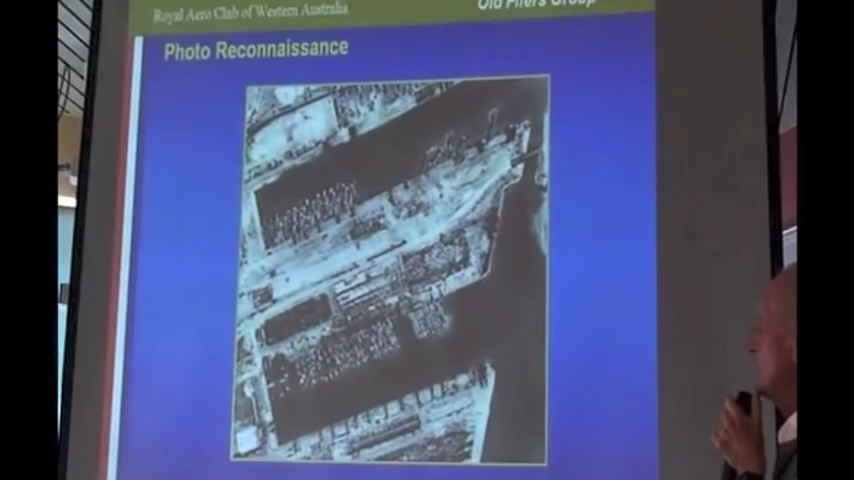 Royal Aero Club of Western Australia
Old Fliers Group
Photo Reconnaissance